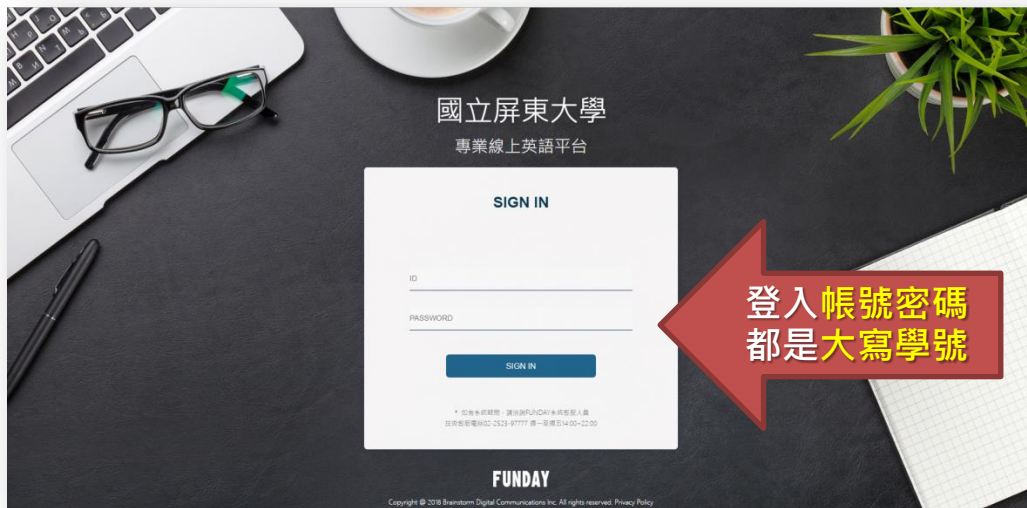 國立屏東大學
專業線上英語平台
SIGN IN
ID
PASSWORD
登入帳號密碼
都是大寫學號
SIGN IN
FUNDAY
Copyright © 2018 Brainstorm Digital Communications Inc. All rights reserved. Privacy Policy